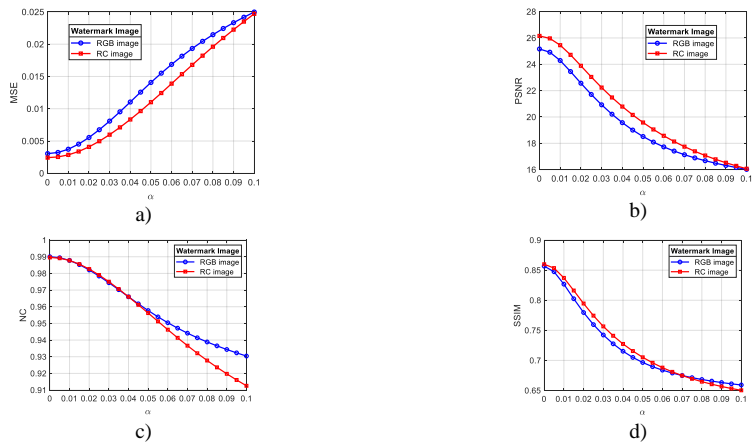 0.025
0.02
0.015
0.01
0.005
0
MSE
Watermark Image
RGB image
RC image
0 0.01 0.02 0.03 0.04 0.05 0.06 0.07 0.08 0.09 0.1
α
a)
28
26
24
22
20
18
16
PSNR
Watermark Image
RGB image
RC image
0 0.01 0.02 0.03 0.04 0.05 0.06 0.07 0.08 0.09 0.1
α
b)
1
0.99
0.98
0.97
0.96
0.95
0.94
0.93
0.92
0.91
NC
Watermark Image
RGB image
RC image
0 0.01 0.02 0.03 0.04 0.05 0.06 0.07 0.08 0.09 0.1
α
c)
0.9
0.85
0.8
0.75
0.7
0.65
SSIM
Watermark Image
RGB image
RC image
0 0.01 0.02 0.03 0.04 0.05 0.06 0.07 0.08 0.09 0.1
α
d)